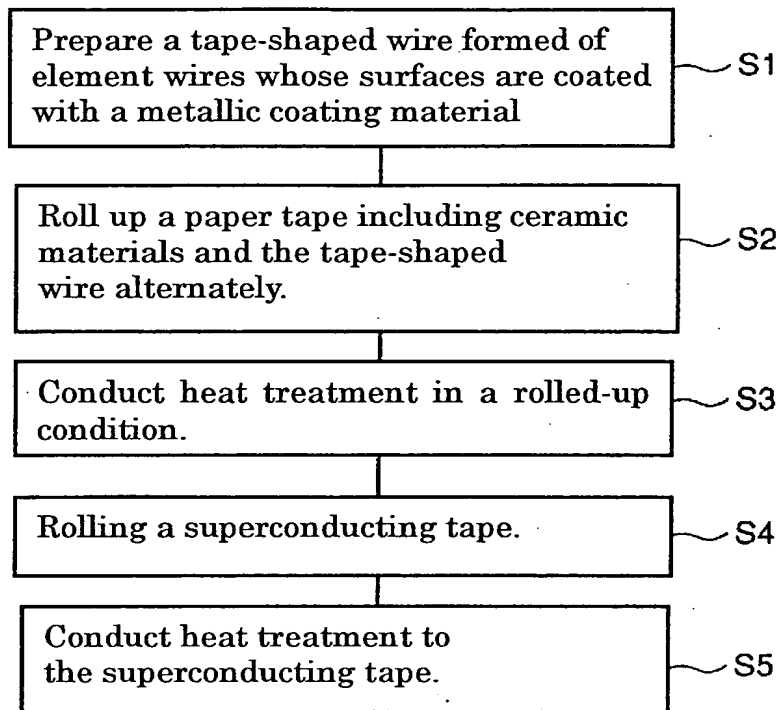 Prepare a tape-shaped wire formed of
element wires whose surfaces are coated
with a metallic coating material
S1
Roll up a paper tape including ceramic
materials and the tape-shaped
wire alternately.
S2
Conduct heat treatment in a rolled-up
condition.
S3
Rolling a superconducting tape.
S4
Conduct heat treatment to
the superconducting tape.
S5